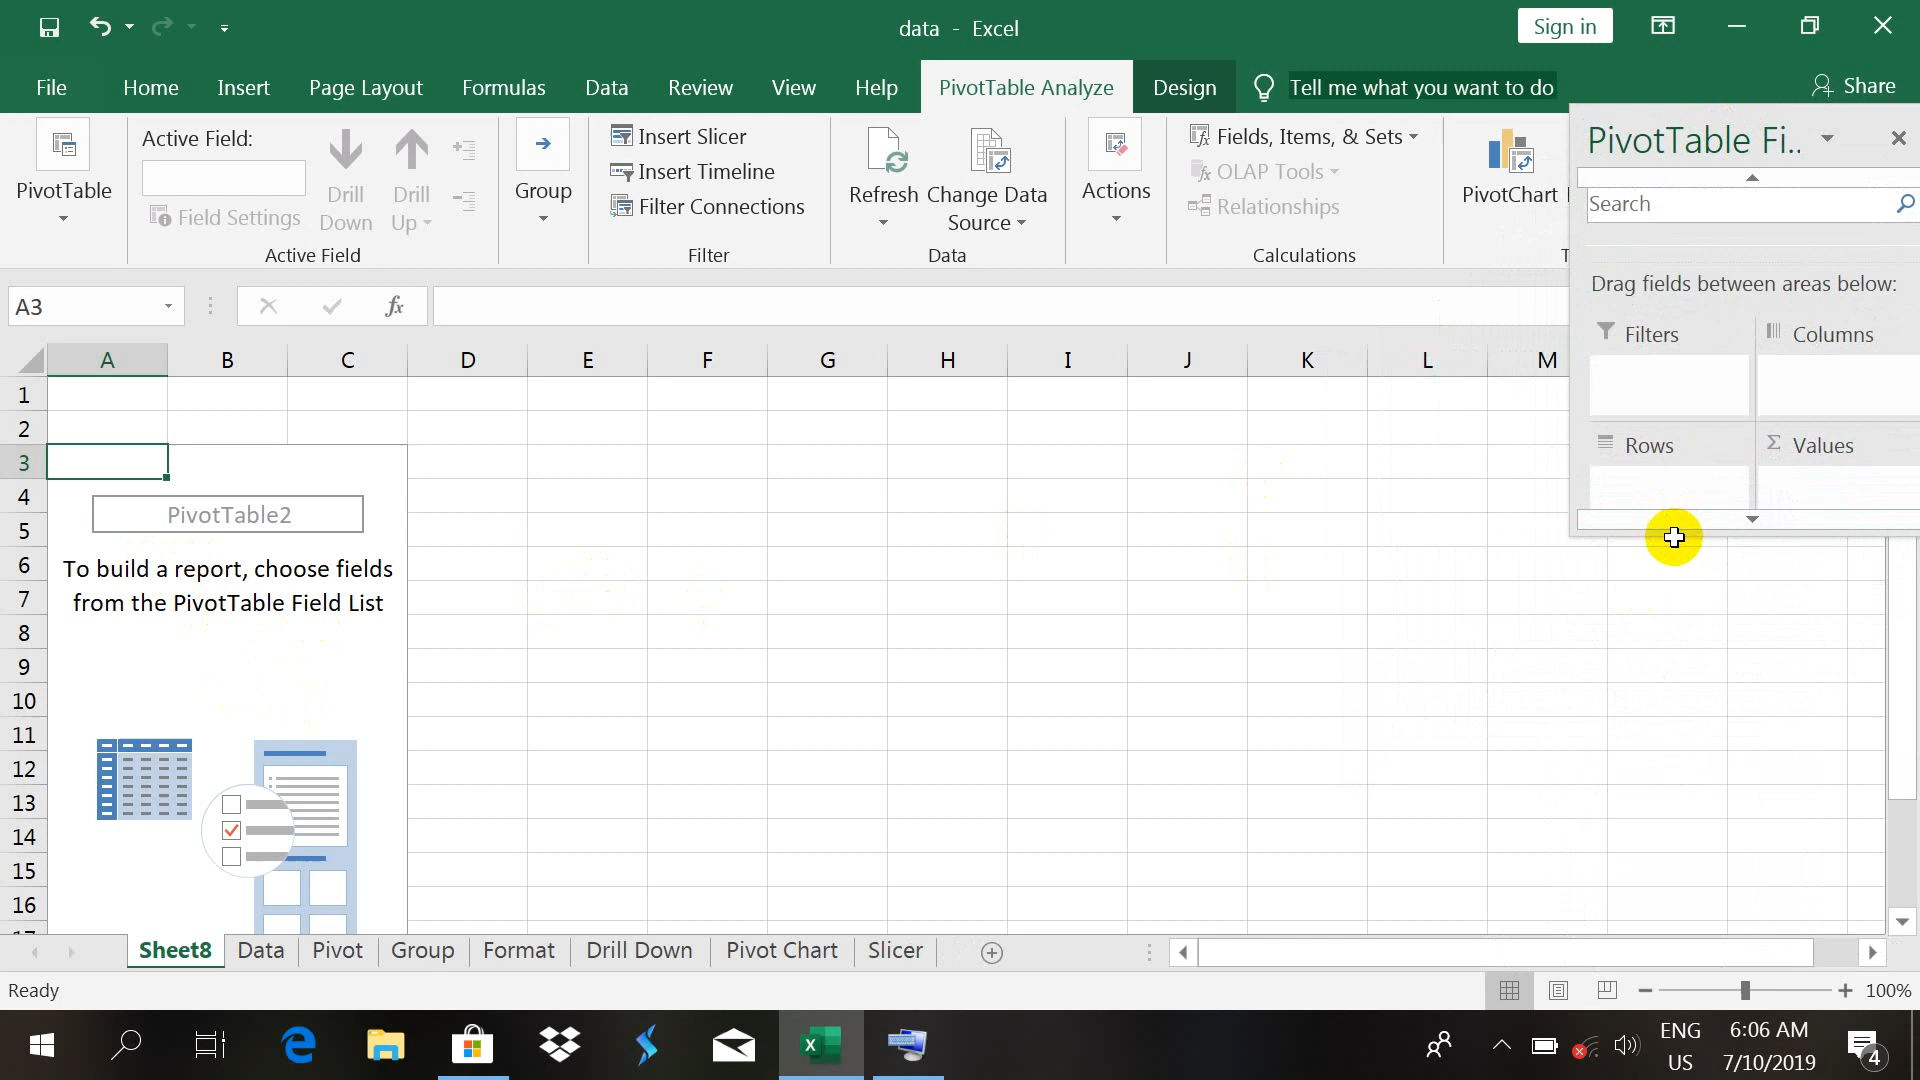 data - Excel
Sign in
File Home Insert Page Layout Formulas Data Review View Help PivotTable Analyze Design Tell me what you want to do Share
PivotTable
Active Field:
Field Settings
Drill Down
Drill Up
Active Field
Group
Insert Slicer
Insert Timeline
Filter Connections
Filter
Refresh
Change Data Source
Data
Actions
Fields, Items, & Sets
OLAP Tools
Relationships
Calculations
PivotChart
PivotTable Fi..
Search
Drag fields between areas below:
Filters
Columns
Rows
Σ Values
A3
fx
A B C D E F G H I J K L M
1
2
3
4
5
6
7
8
9
10
11
12
13
14
15
16
PivotTable2
To build a report, choose fields
from the PivotTable Field List
Sheet8 Data Pivot Group Format Drill Down Pivot Chart Slicer
Ready
100%
ENG
US
6:06 AM
7/10/2019
4